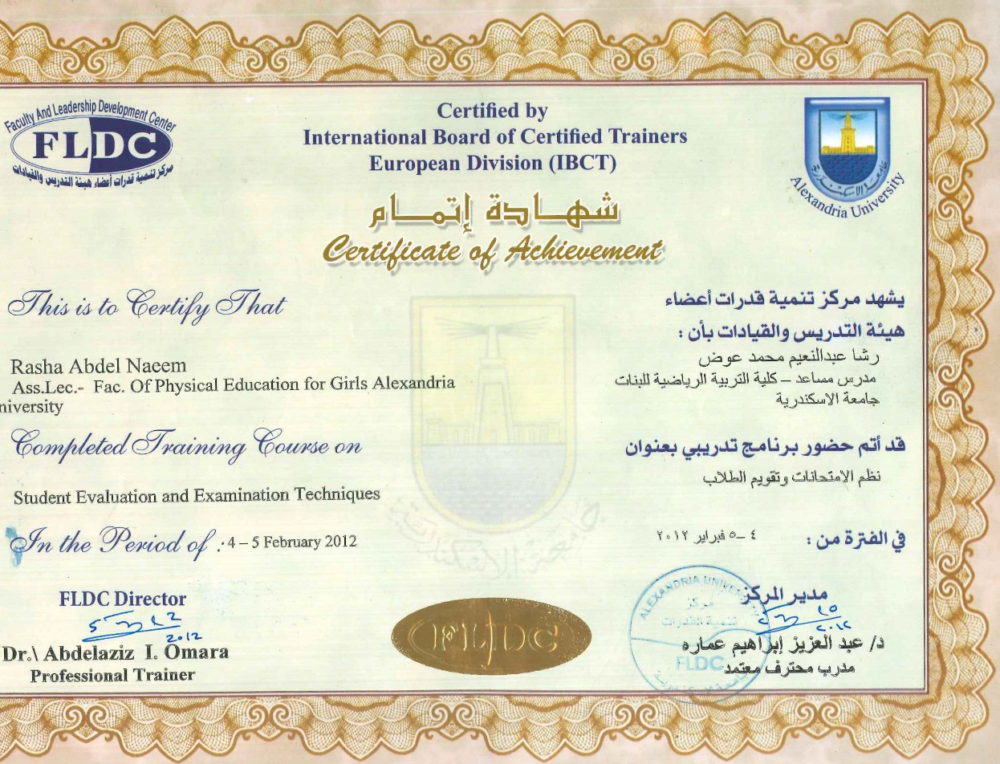 Faculty And Leadership Development Center
FLDC
مركز تنمية قدرات أعضاء هيئة التدريس والقيادات
Certified by
International Board of Certified Trainers
European Division (IBCT)
جامعة الاسكندرية
Alexandria University
شهادة إتمام
Certificate of Achievement
This is to Certify That
Rasha Abdel Naeem
Ass.Lec.- Fac. Of Physical Education for Girls Alexandria
niversity
Completed Training Course on
Student Evaluation and Examination Techniques
In the Period of : 4 – 5 February 2012
FLDC Director
2012
Dr.\ Abdelaziz I. Omara
Professional Trainer
يشهد مركز تنمية قدرات أعضاء
هيئة التدريس والقيادات بأن :
رشا عبدالنعيم محمد عوض
مدرس مساعد – كلية التربية الرياضية للبنات
جامعة الاسكندرية
قد أتم حضور برنامج تدريبي بعنوان
نظم الامتحانات وتقويم الطلاب
في الفترة من : ٤ –٥ فبراير ٢٠١٢
مدير المركز
د/ عبد العزيز إبراهيم عماره
مدرب محترف معتمد
FLDC
ALEXANDRIA UNIVERSITY
مركز
تنمية القدرات
FLDC